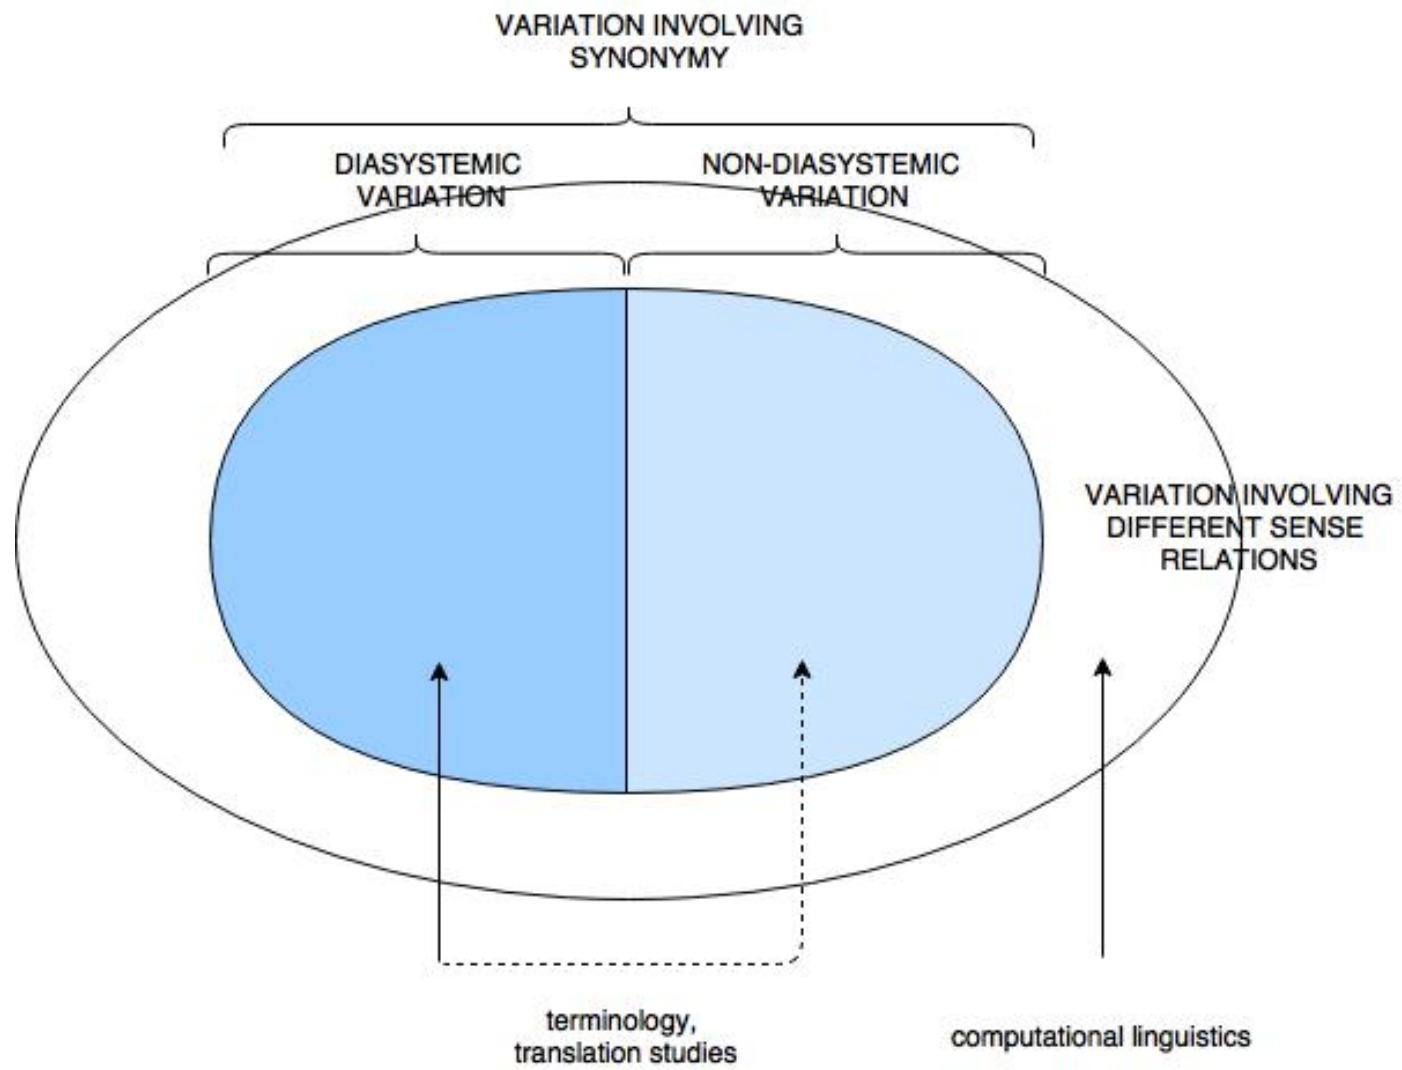 VARIATION INVOLVING
SYNONYMY
DIASYSTEMIC
VARIATION
NON-DIASYSTEMIC
VARIATION
VARIATION INVOLVING
DIFFERENT SENSE
RELATIONS
terminology,
translation studies
computational linguistics